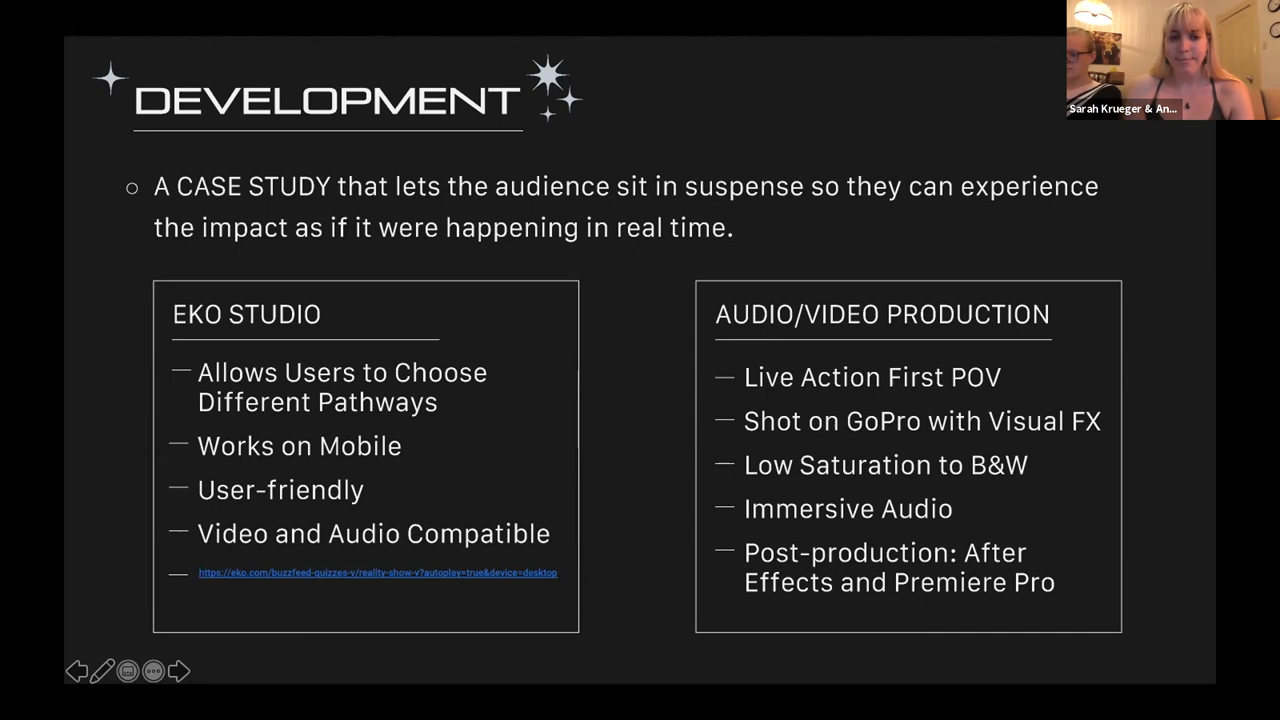 DEVELOPMENT
Sarah Krueger & An...
A CASE STUDY that lets the audience sit in suspense so they can experience
the impact as if it were happening in real time.
EKO STUDIO
Allows Users to Choose
Different Pathways
Works on Mobile
User-friendly
Video and Audio Compatible
https://eko.com/buzzfeed-quizzes-v/reality-show-v?autoplay=true&device=desktop
AUDIO/VIDEO PRODUCTION
Live Action First POV
Shot on GoPro with Visual FX
Low Saturation to B&W
Immersive Audio
Post-production: After
Effects and Premiere Pro